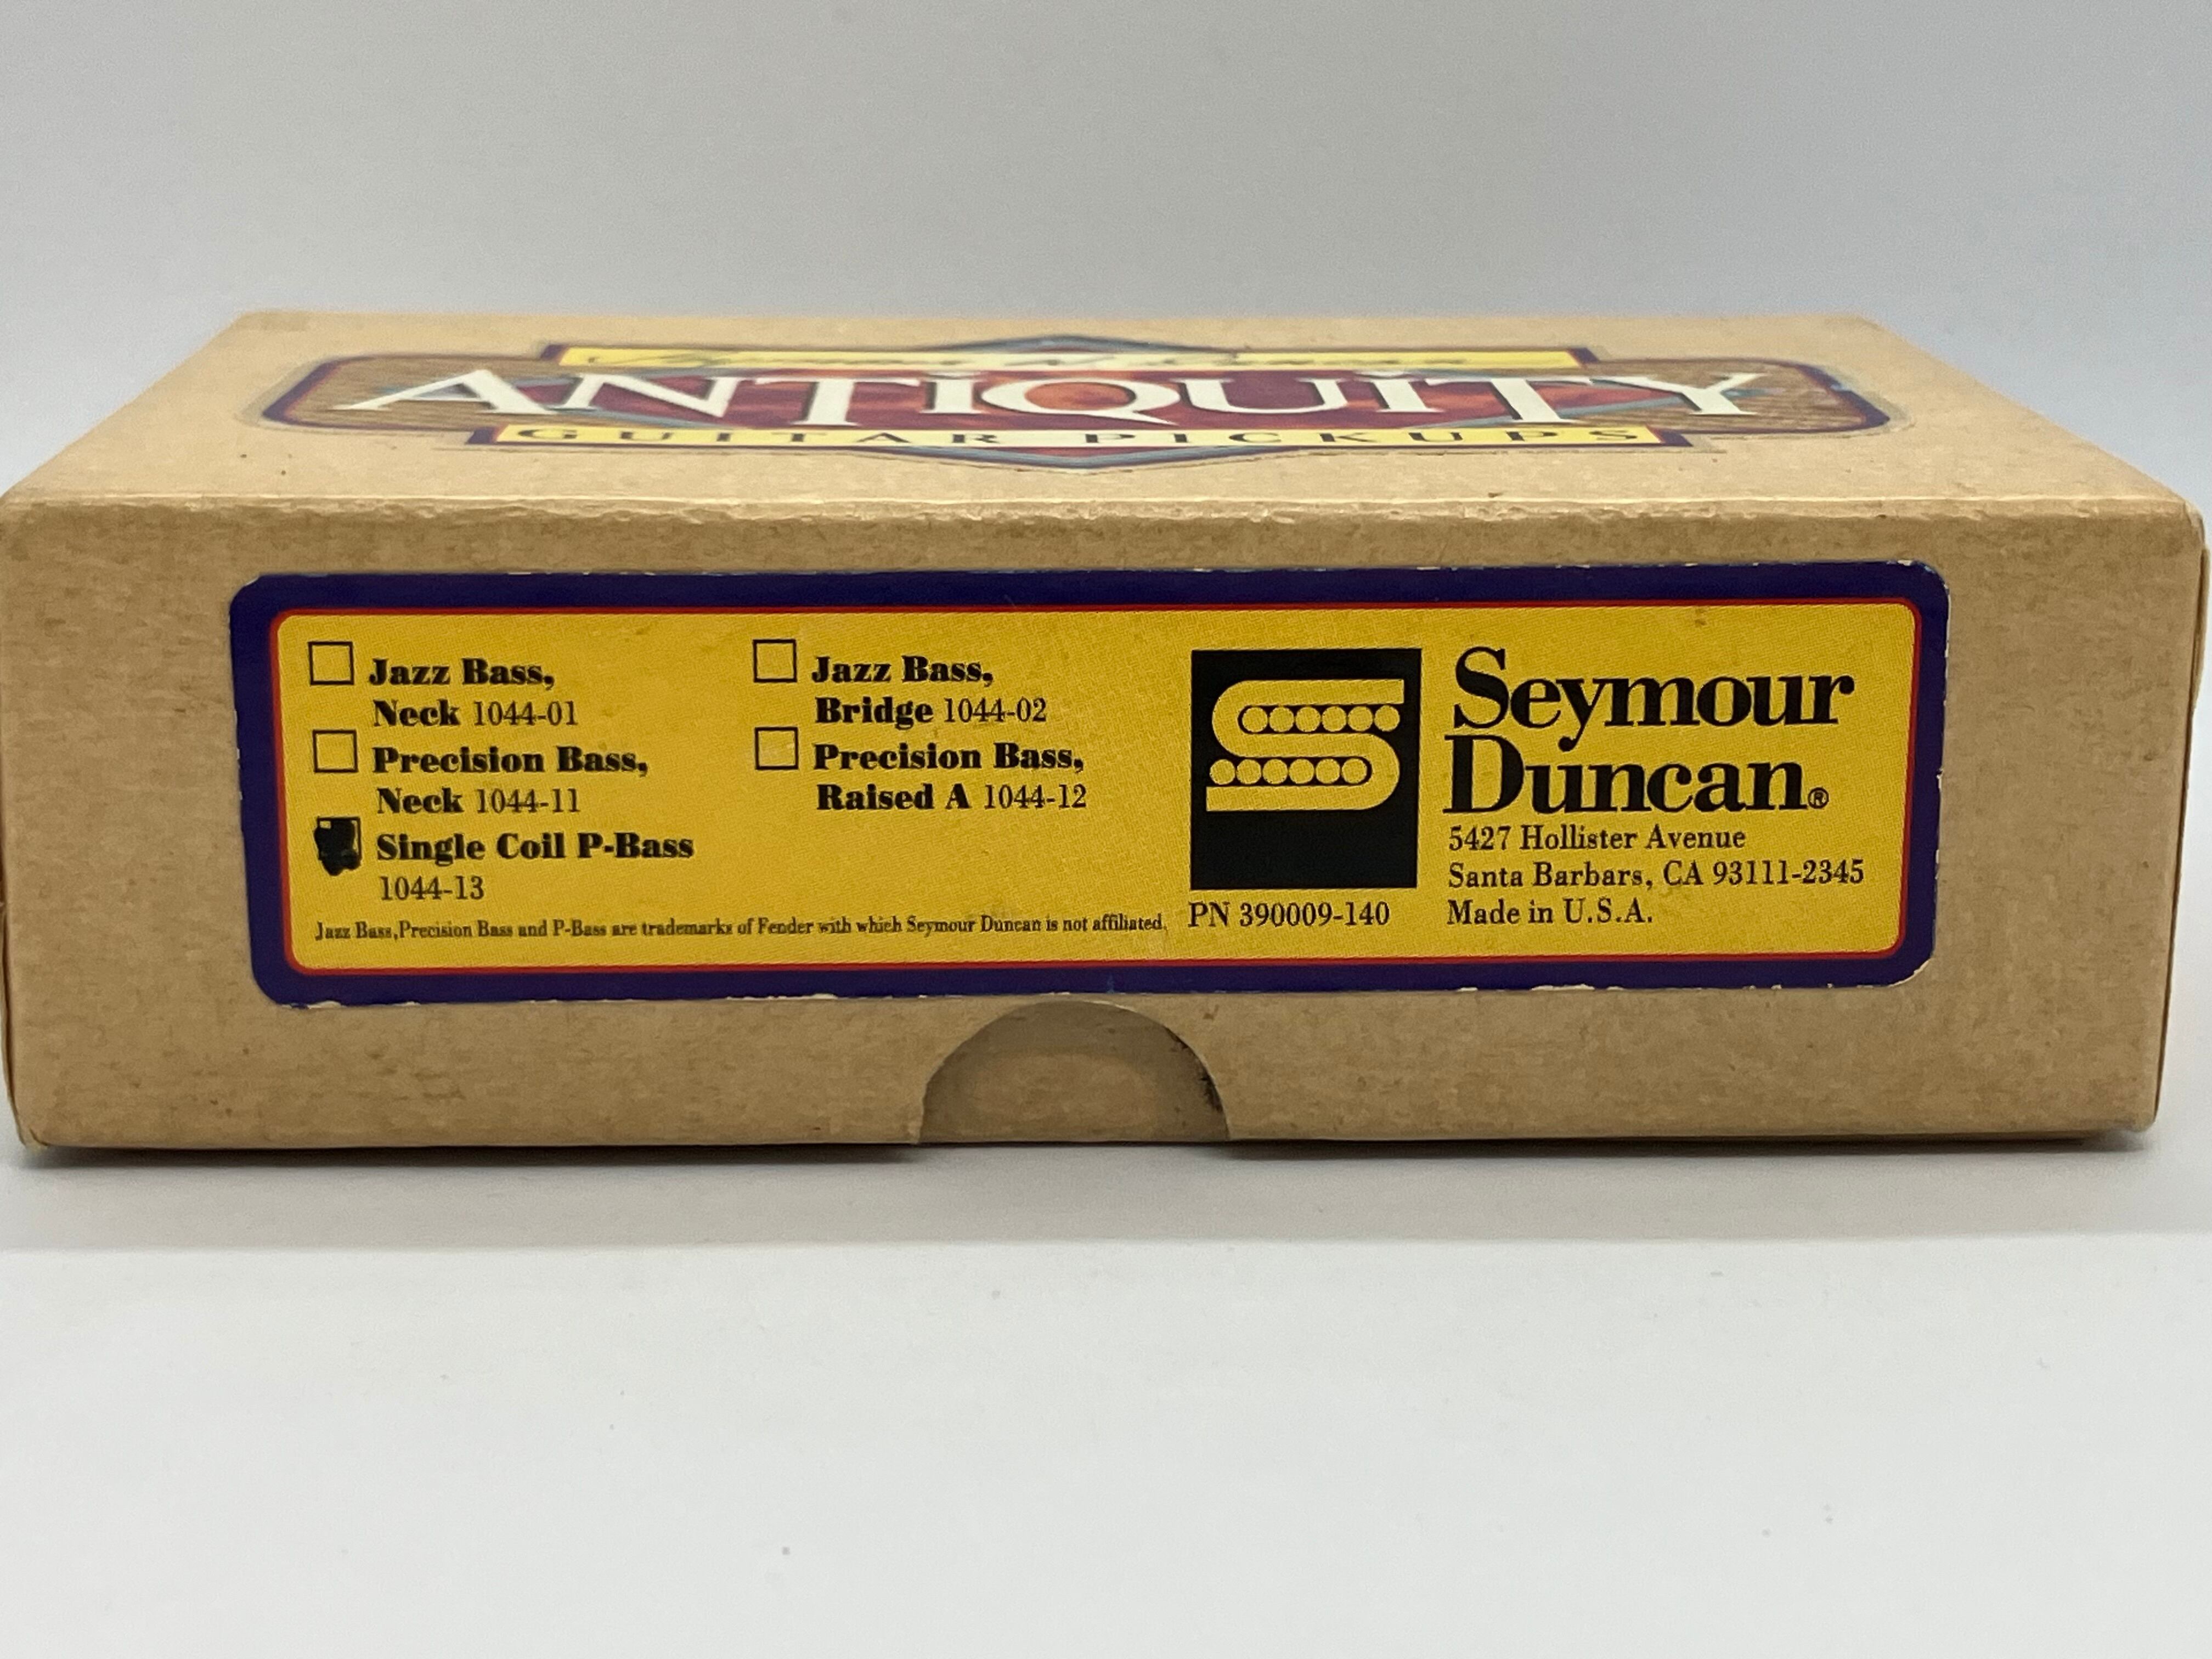 Seymour Duncan
ANTiQUiTY
GUITAR PICKUPS
Jazz Bass,
Neck 1044-01
Jazz Bass,
Bridge 1044-02
Precision Bass,
Neck 1044-11
Precision Bass,
Raised A 1044-12
Single Coil P-Bass
1044-13
Jazz Bass,Precision Bass and P-Bass are trademarks of Fender with which Seymour Duncan is not affiliated.
PN 390009-140
Seymour
Duncan®
5427 Hollister Avenue
Santa Barbars, CA 93111-2345
Made in U.S.A.